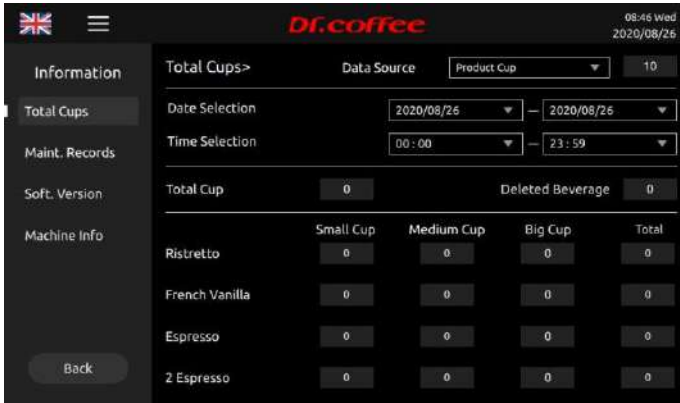 Dr.coffee
08:46 Wed
2020/08/26
Information
Total Cups
Maint. Records
Soft. Version
Machine Info
Back
Total Cups> Data Source Product Cup 10
Date Selection 2020/08/26 — 2020/08/26
Time Selection 00:00 — 23:59
Total Cup 0 Deleted Beverage 0
Small Cup Medium Cup Big Cup Total
Ristretto 0 0 0 0
French Vanilla 0 0 0 0
Espresso 0 0 0 0
2 Espresso 0 0 0 0